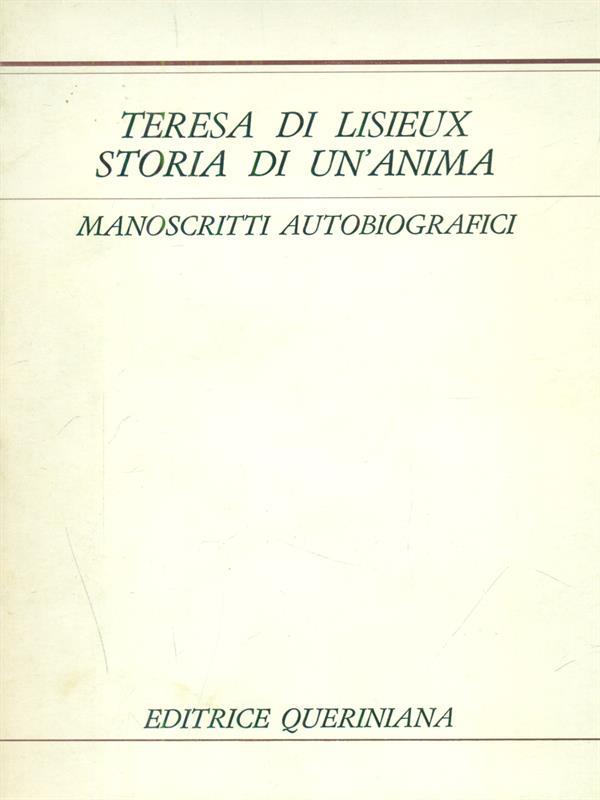 TERESA DI LISIEUX
STORIA DI UN'ANIMA
MANOSCRITTI AUTOBIOGRAFICI
EDITRICE QUERINIANA